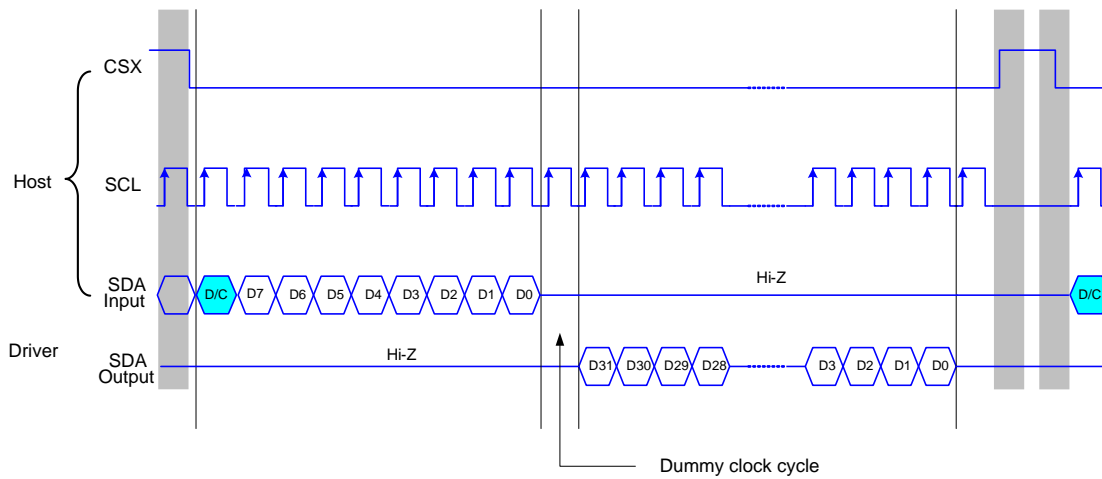 CSX
Host
SCL
SDA
Input
D/C D7 D6 D5 D4 D3 D2 D1 D0
Hi-Z
D/C
Driver
SDA
Output
Hi-Z
D31 D30 D29 D28
D3 D2 D1 D0
Dummy clock cycle